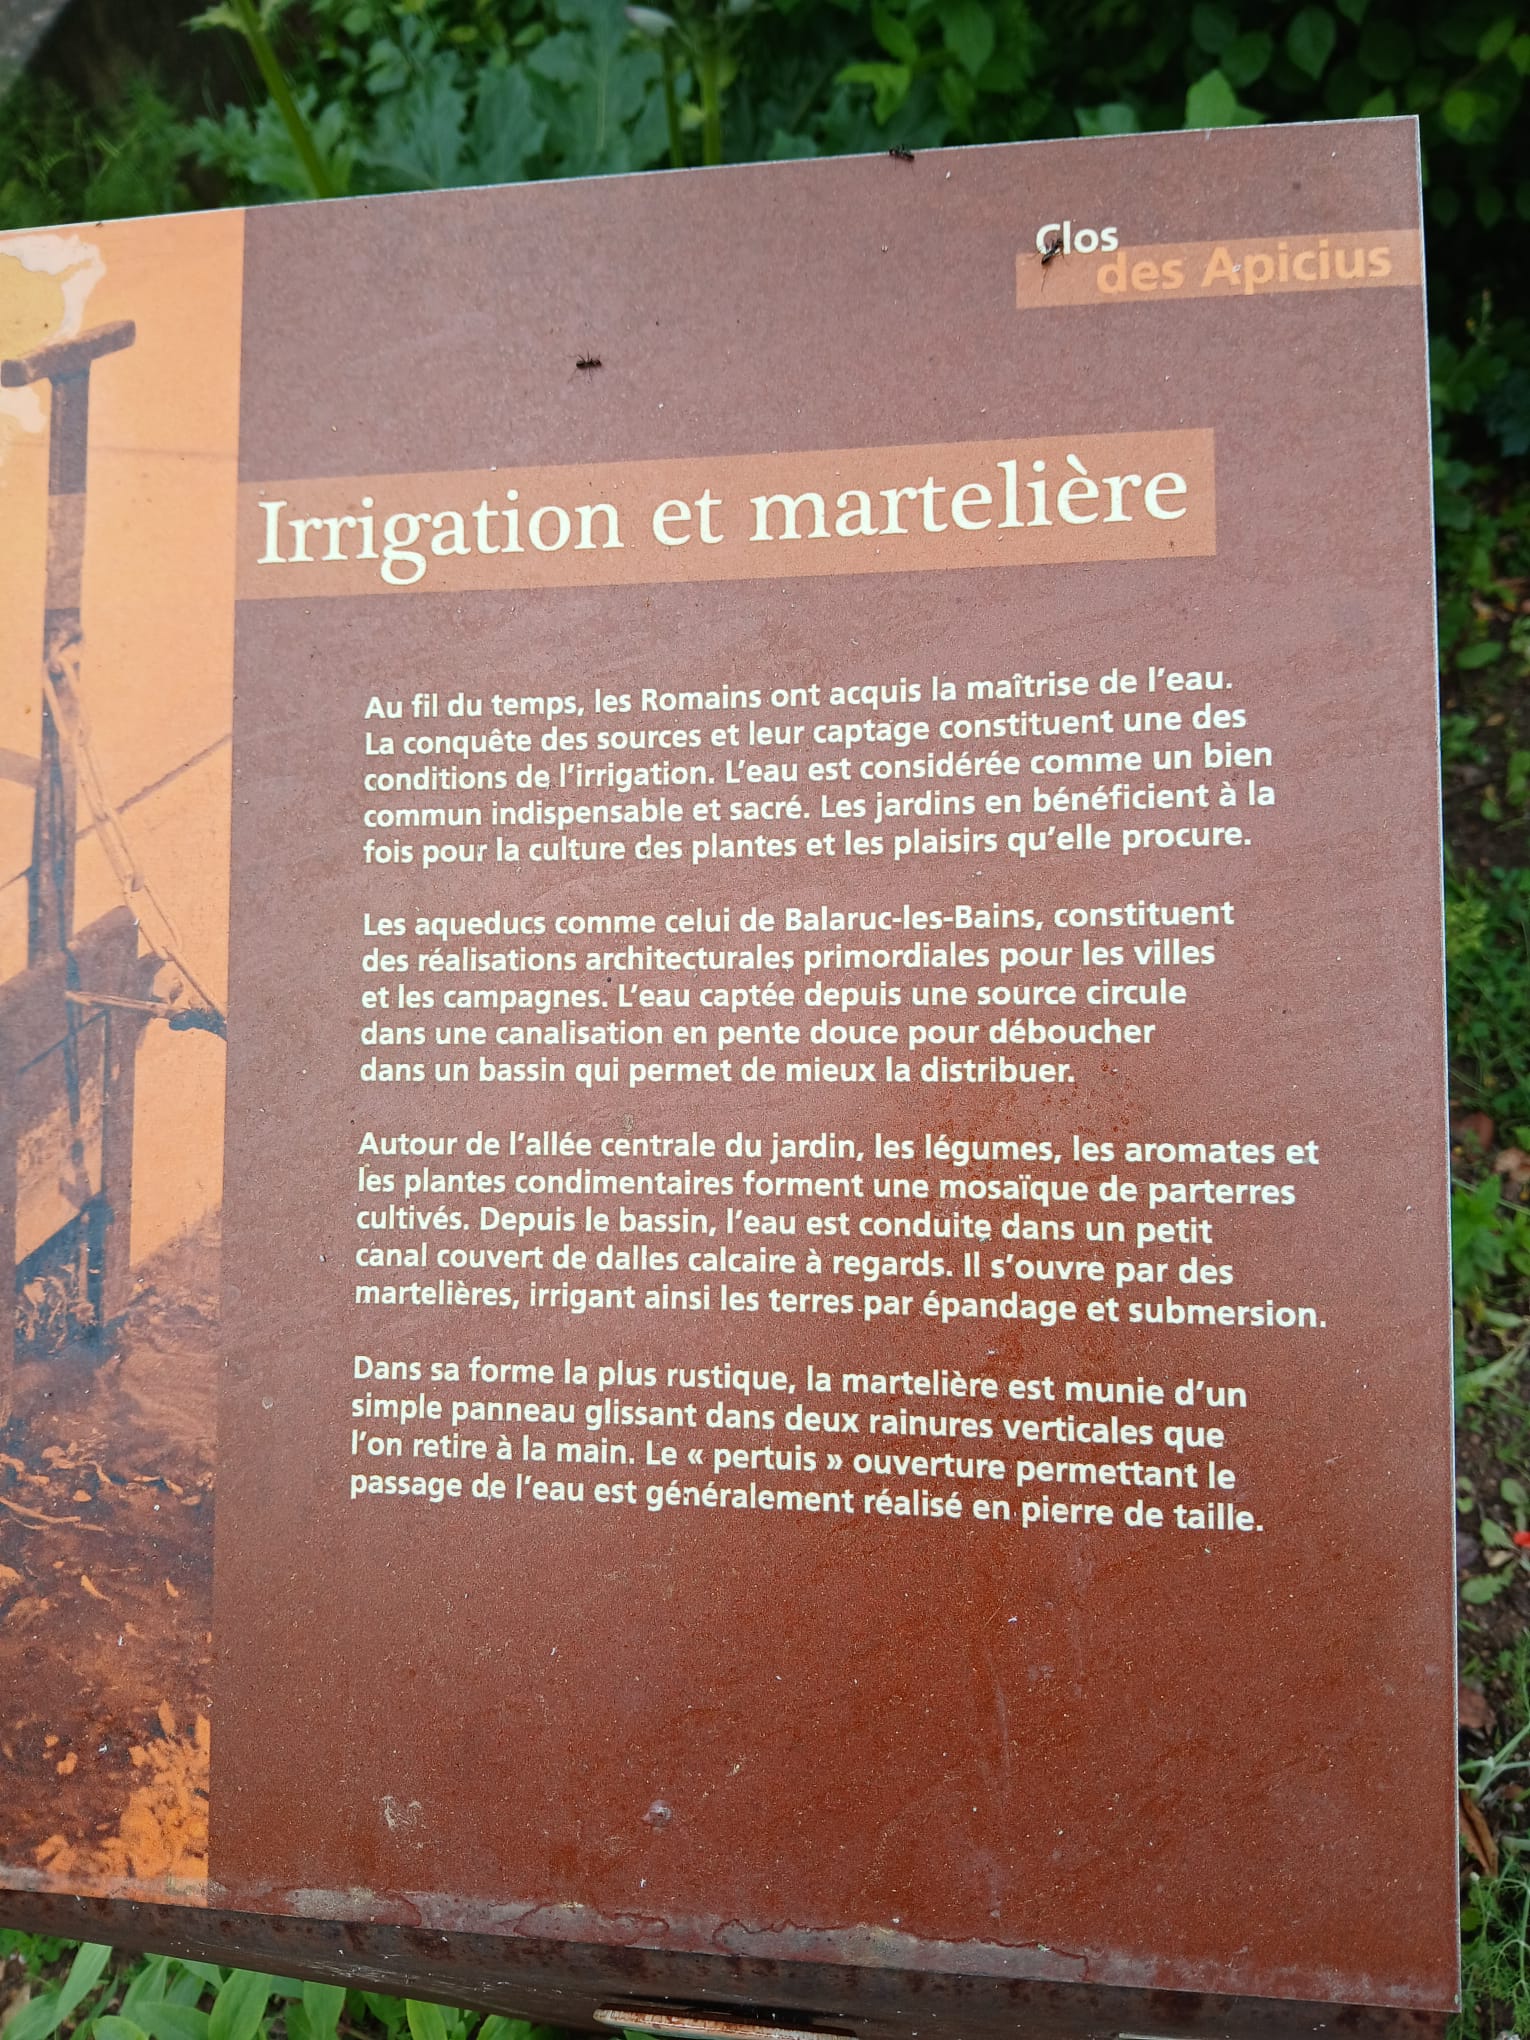 Clos
des Apicius
Irrigation et martelière
Au fil du temps, les Romains ont acquis la maîtrise de l'eau.
La conquête des sources et leur captage constituent une des
conditions de l'irrigation. L'eau est considérée comme un bien
commun indispensable et sacré. Les jardins en bénéficient à la
fois pour la culture des plantes et les plaisirs qu'elle procure.
Les aqueducs comme celui de Balaruc-les-Bains, constituent
des réalisations architecturales primordiales pour les villes
et les campagnes. L'eau captée depuis une source circule
dans une canalisation en pente douce pour déboucher
dans un bassin qui permet de mieux la distribuer.
Autour de l'allée centrale du jardin, les légumes, les aromates et
les plantes condimentaires forment une mosaïque de parterres
cultivés. Depuis le bassin, l'eau est conduite dans un petit
canal couvert de dalles calcaire à regards. Il s'ouvre par des
martelières, irrigant ainsi les terres par épandage et submersion.
Dans sa forme la plus rustique, la martelière est munie d'un
simple panneau glissant dans deux rainures verticales que
l'on retire à la main. Le « pertuis » ouverture permettant le
passage de l'eau est généralement réalisé en pierre de taille.